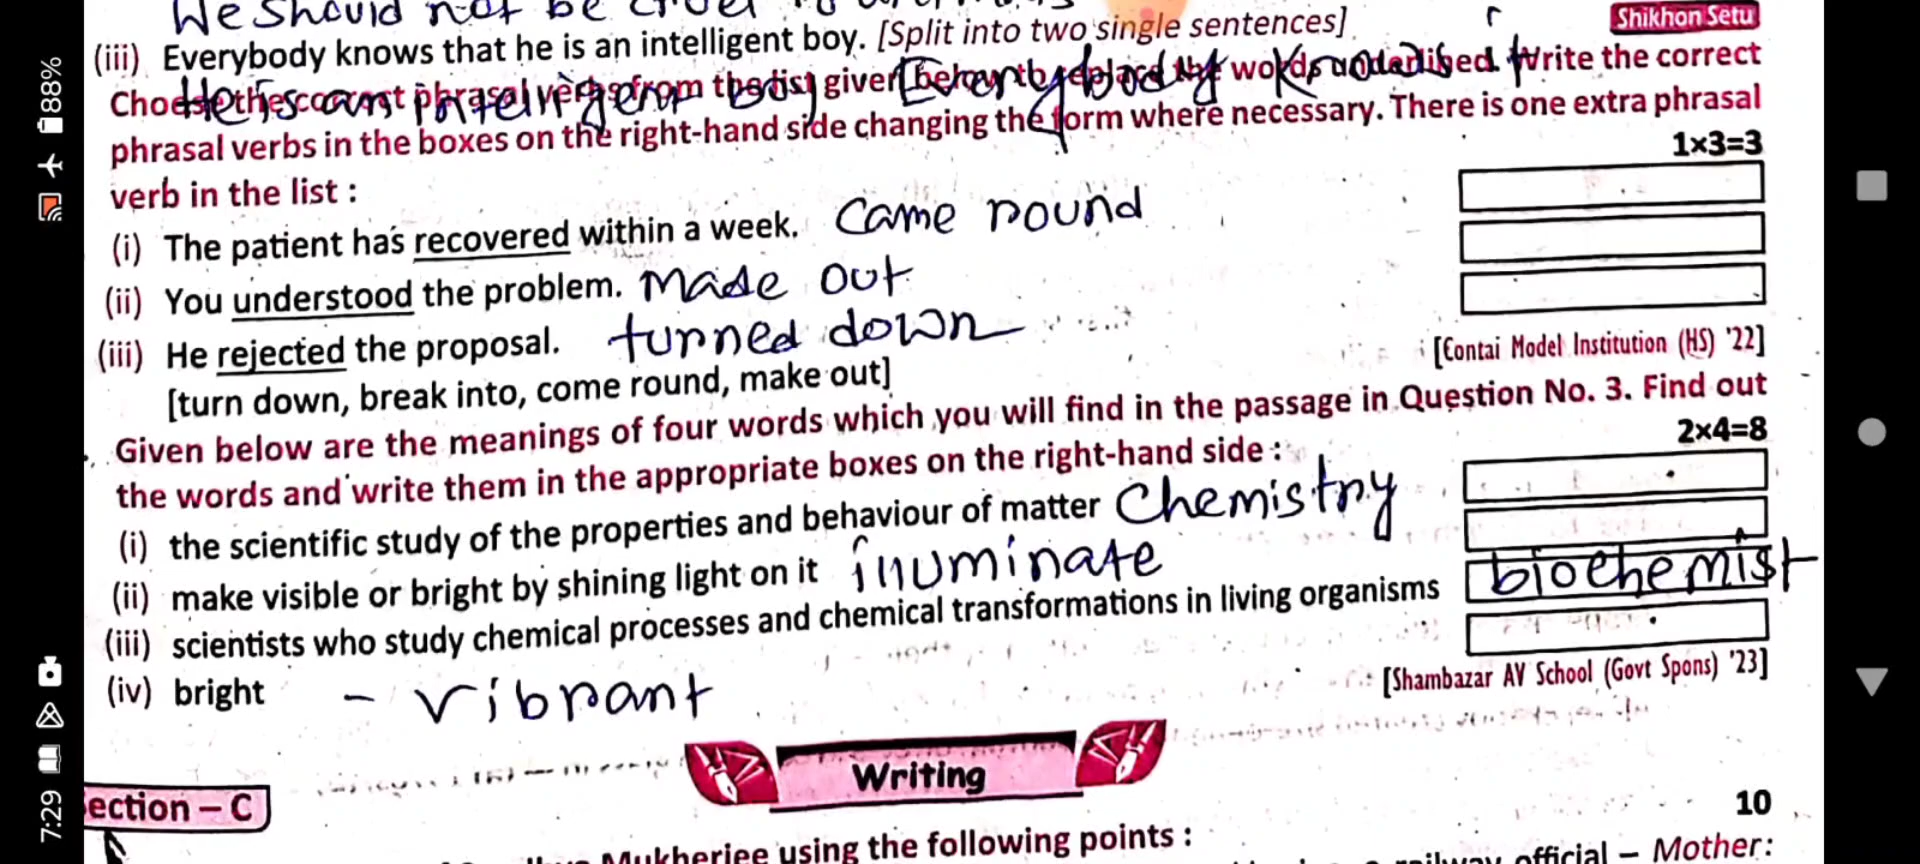 We should not be cruel to
(iii) Everybody knows that he is an intelligent boy. [Split into two single sentences]
Shikhon Setu
He is an intelligent boy. Everybody knows it
Choose the correct phrasal verbs from the list given below to replace the words underlined. Write the correct
phrasal verbs in the boxes on the right-hand side changing the form where necessary. There is one extra phrasal
verb in the list :
1×3=3
(i) The patient has recovered within a week. Came round
(ii) You understood the problem. made out
(iii) He rejected the proposal. turned down
[Contai Model Institution (HS) '22]
[turn down, break into, come round, make out]
Given below are the meanings of four words which you will find in the passage in Question No. 3. Find out
the words and write them in the appropriate boxes on the right-hand side :
2×4=8
(i) the scientific study of the properties and behaviour of matter Chemistry
(ii) make visible or bright by shining light on it illuminate
(iii) scientists who study chemical processes and chemical transformations in living organisms biochemist
(iv) bright – vibrant
[Shambazar AV School (Govt Spons) '23]
Writing
ection – C
10
Mukherjee using the following points :
railway official – Mother:
88%
7:29